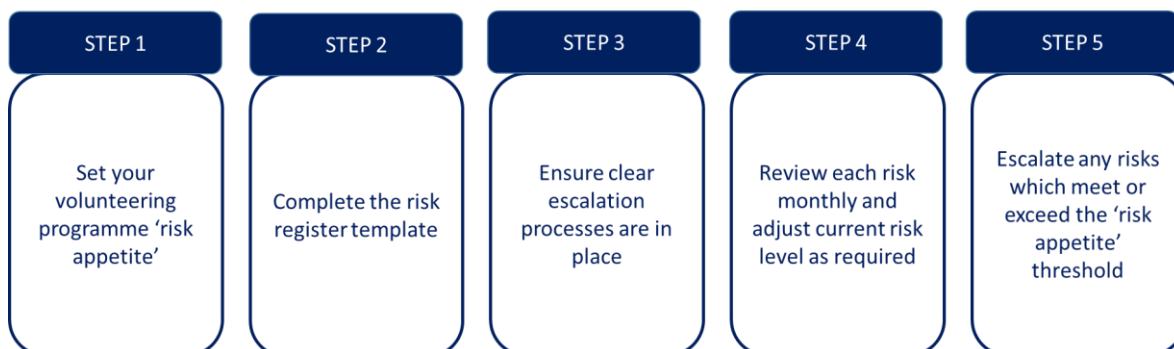 STEP 1
Set your
volunteering
programme ‘risk
appetite’
STEP 2
Complete the risk
register template
STEP 3
Ensure clear
escalation
processes are in
place
STEP 4
Review each risk
monthly and
adjust current risk
level as required
STEP 5
Escalate any risks
which meet or
exceed the ‘risk
appetite’
threshold